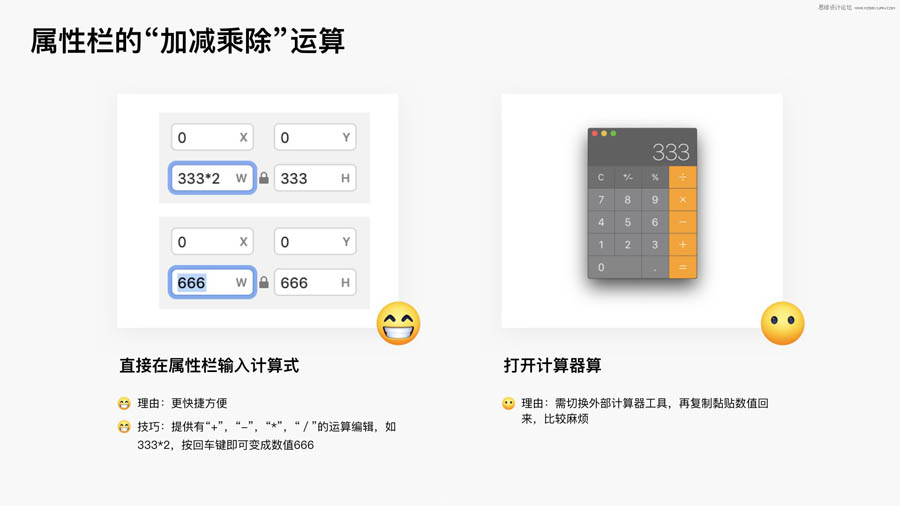 思缘设计论坛 WWW.MISSYUAN.COM
属性栏的“加减乘除”运算
0 X 0 Y
333*2 W 333 H
0 X 0 Y
666 W 666 H
333
C +/- % ÷
7 8 9 ×
4 5 6 −
1 2 3 +
0 . =
直接在属性栏输入计算式
理由：更快捷方便
技巧：提供有“+”，“-”，“*”，“ / ”的运算编辑，如
333*2，按回车键即可变成数值666
打开计算器算
理由：需切换外部计算器工具，再复制黏贴数值回
来，比较麻烦